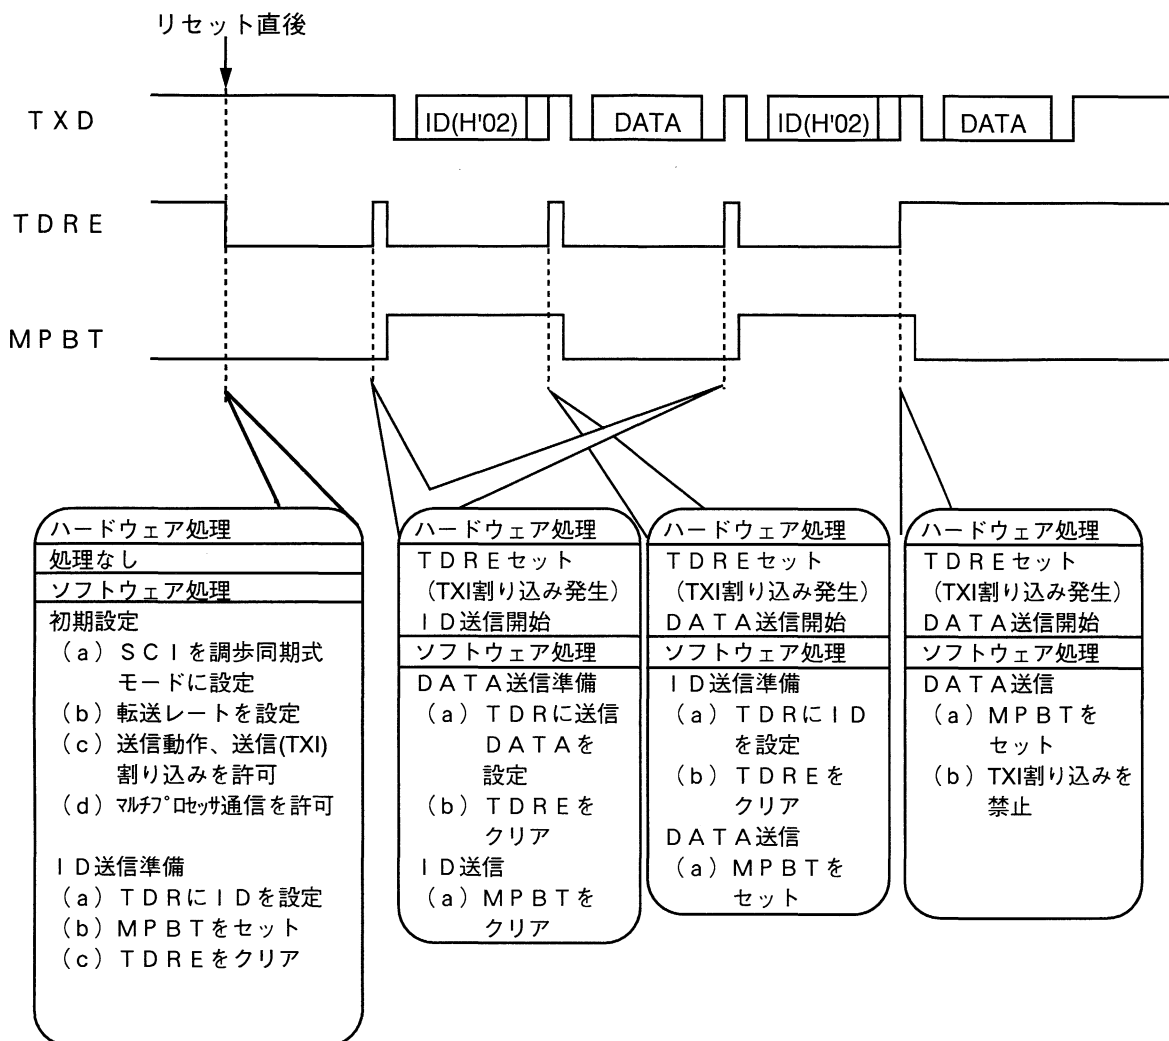 リセット直後
TXD
ID(H'02)
DATA
ID(H'02)
DATA
TDRE
MPBT
ハードウェア処理
処理なし
ソフトウェア処理
初期設定
(a) SCIを調歩同期式
モードに設定
(b) 転送レートを設定
(c) 送信動作、送信(TXI)
割り込みを許可
(d) マルチプロセッサ通信を許可
ID送信準備
(a) TDRにIDを設定
(b) MPBTをセット
(c) TDREをクリア
ハードウェア処理
TDREセット
(TXI割り込み発生)
ID送信開始
ソフトウェア処理
DATA送信準備
(a) TDRに送信
DATAを
設定
(b) TDREを
クリア
ID送信
(a) MPBTを
クリア
ハードウェア処理
TDREセット
(TXI割り込み発生)
DATA送信開始
ソフトウェア処理
ID送信準備
(a) TDRにID
を設定
(b) TDREを
クリア
DATA送信
(a) MPBTを
セット
ハードウェア処理
TDREセット
(TXI割り込み発生)
DATA送信開始
ソフトウェア処理
DATA送信
(a) MPBTを
セット
(b) TXI割り込みを
禁止